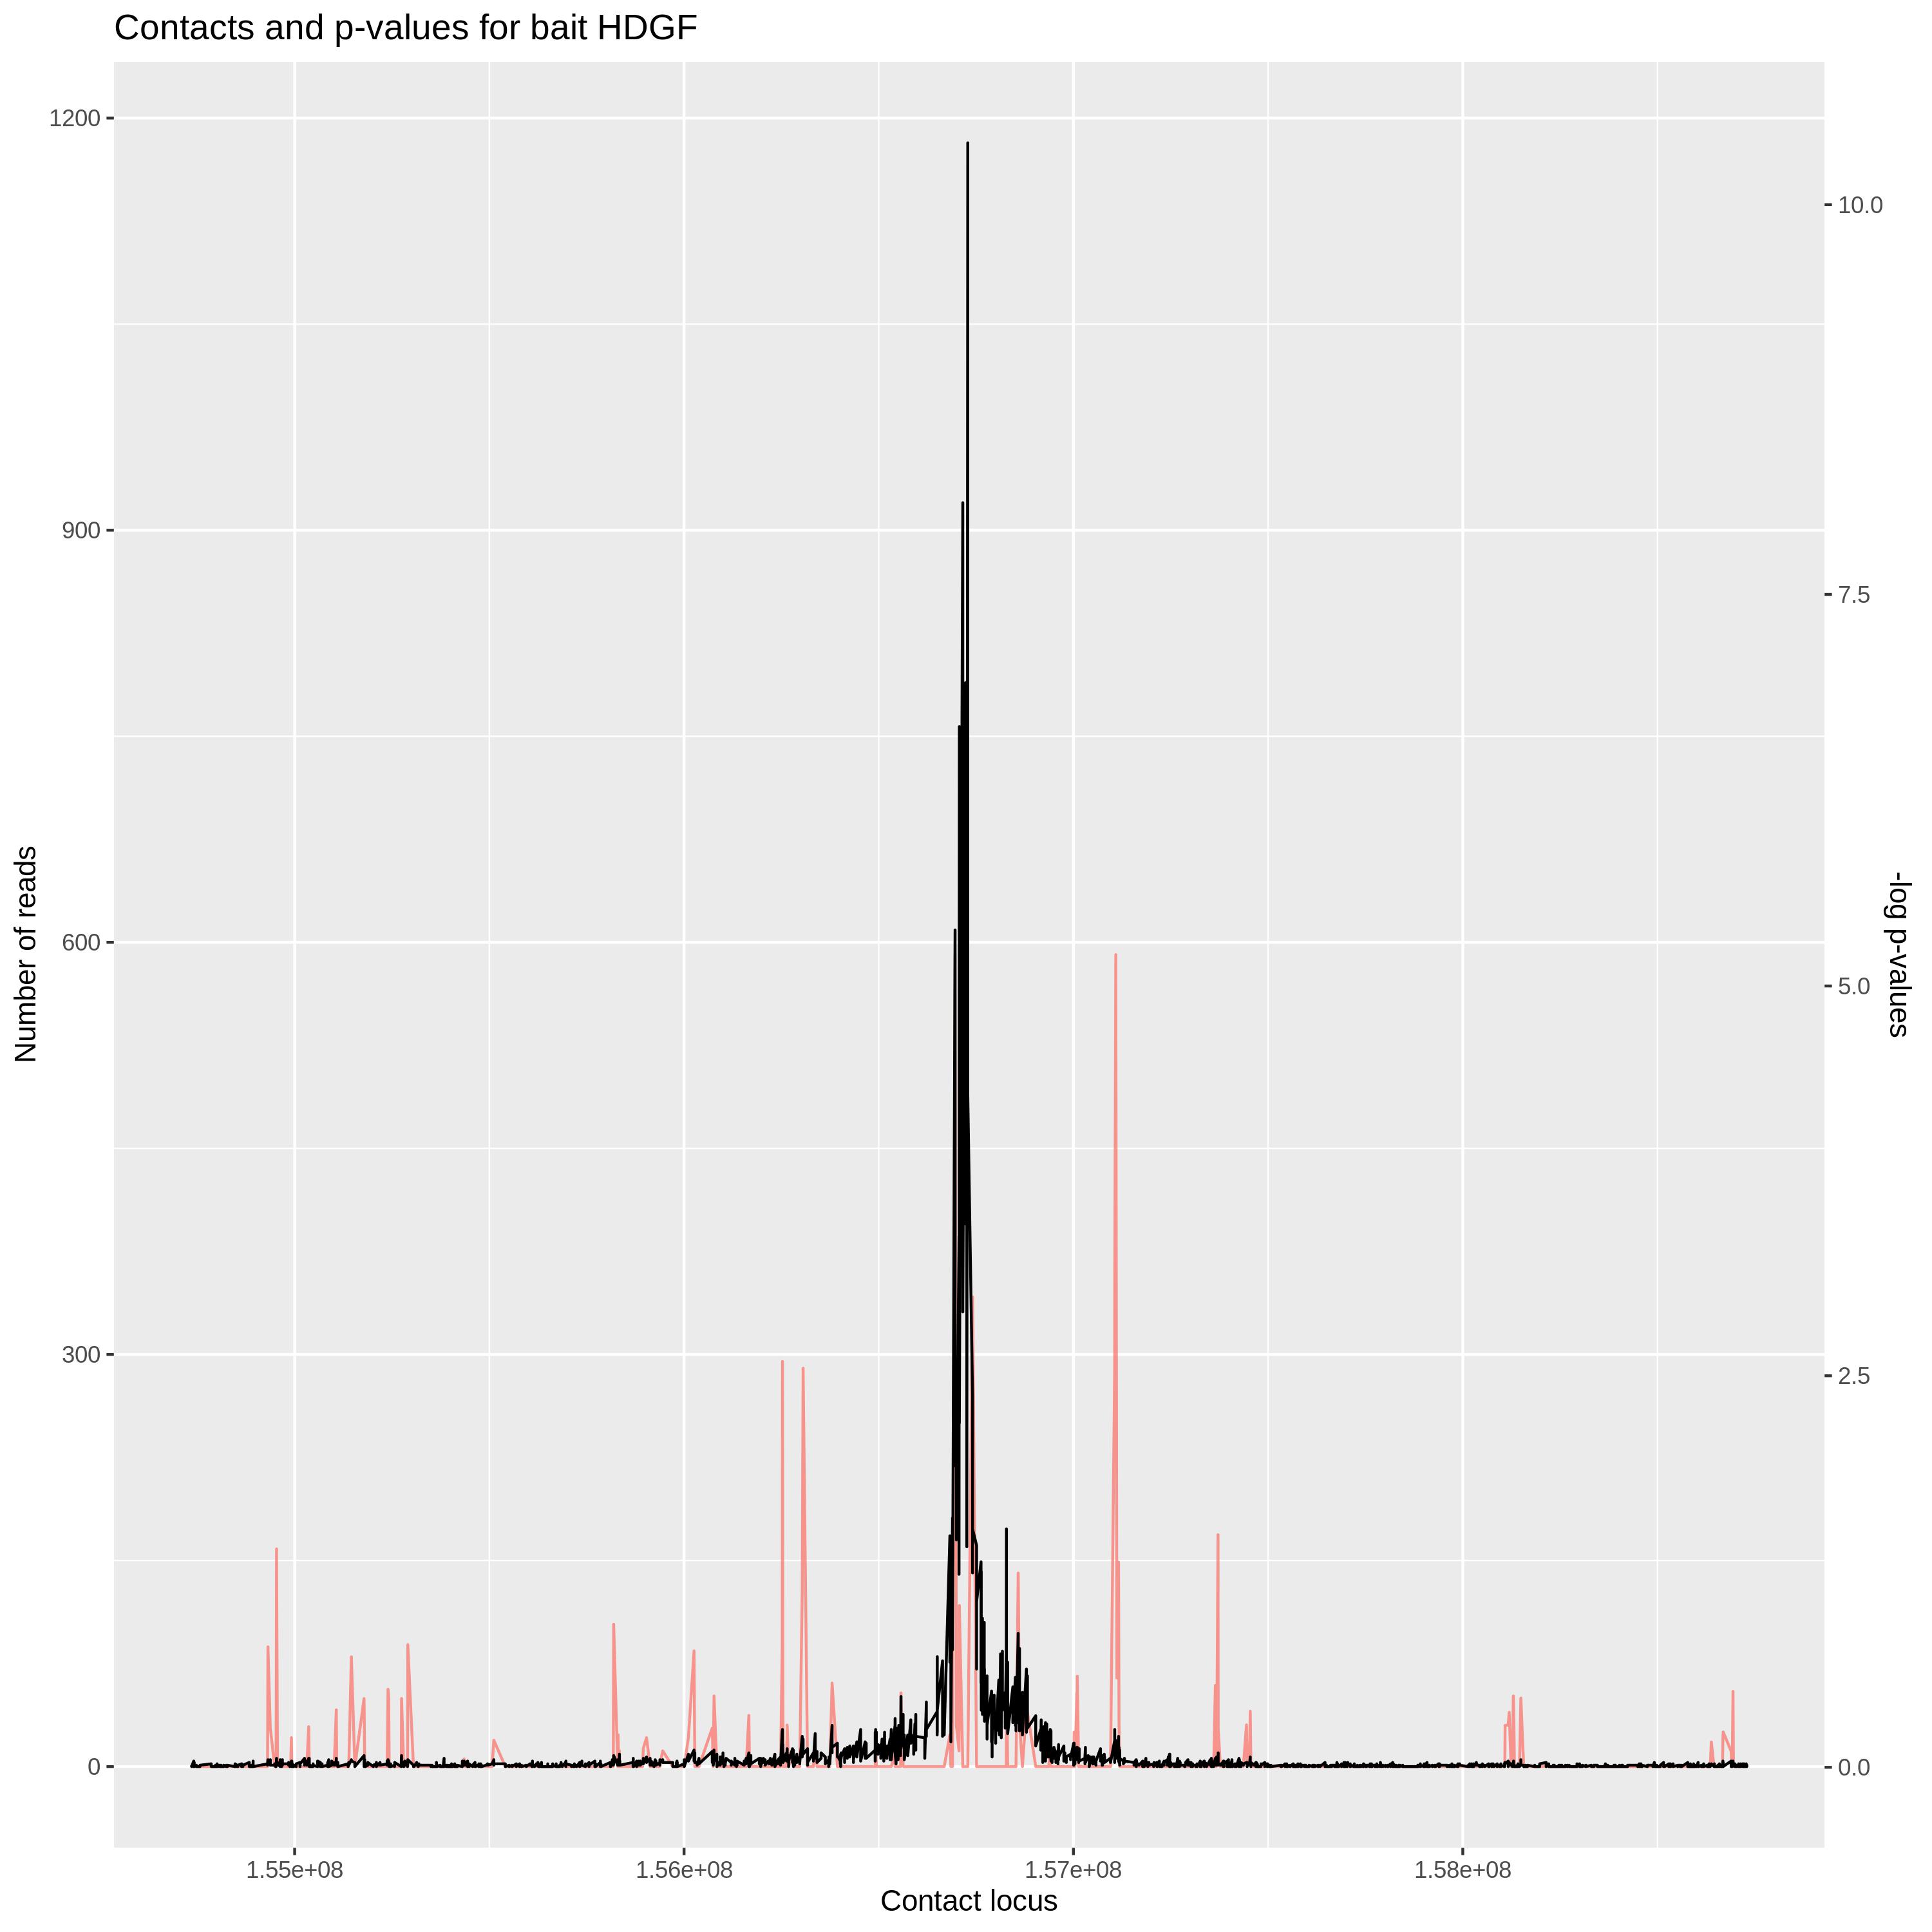 Contacts and p-values for bait HDGF
1200
900
600
300
0
Number of reads
10.0
7.5
5.0
2.5
0.0
-log p-values
1.55e+08
1.56e+08
1.57e+08
1.58e+08
Contact locus